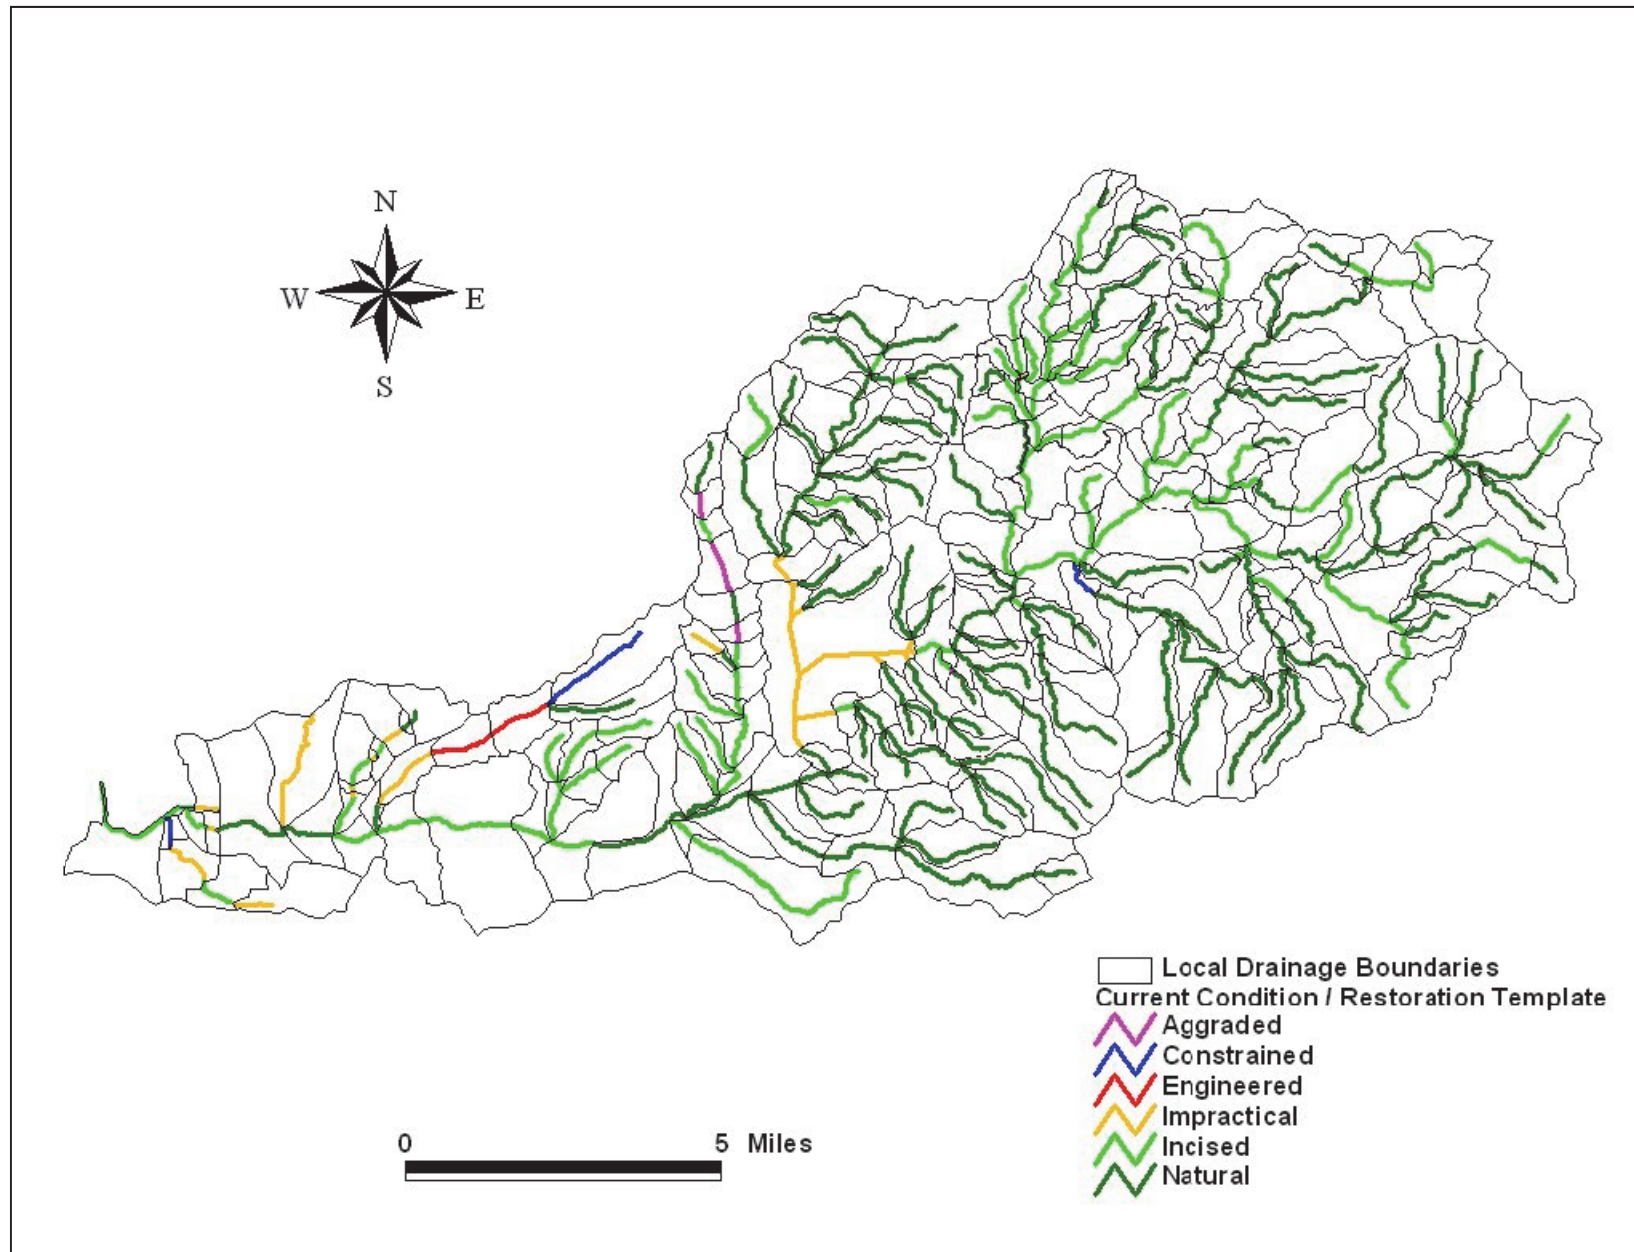 N
W E
S
Local Drainage Boundaries
Current Condition / Restoration Template
Aggraded
Constrained
Engineered
Impractical
Incised
Natural
0 5 Miles